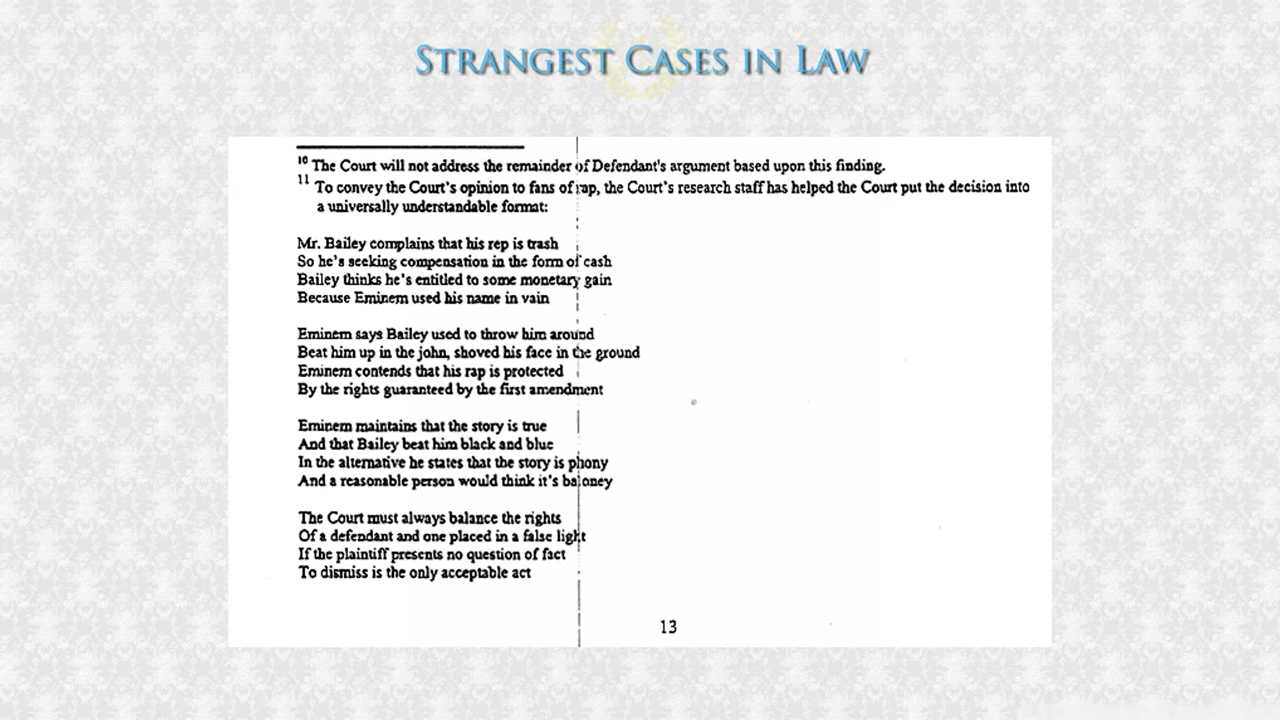 STRANGEST CASES IN LAW
10 The Court will not address the remainder of Defendant's argument based upon this finding.
11 To convey the Court's opinion to fans of rap, the Court's research staff has helped the Court put the decision into
a universally understandable format:
Mr. Bailey complains that his rep is trash
So he's seeking compensation in the form of cash
Bailey thinks he's entitled to some monetary gain
Because Eminem used his name in vain
Eminem says Bailey used to throw him around
Beat him up in the john, shoved his face in the ground
Eminem contends that his rap is protected
By the rights guaranteed by the first amendment
Eminem maintains that the story is true
And that Bailey beat him black and blue
In the alternative he states that the story is phony
And a reasonable person would think it's baloney
The Court must always balance the rights
Of a defendant and one placed in a false light
If the plaintiff presents no question of fact
To dismiss is the only acceptable act
13